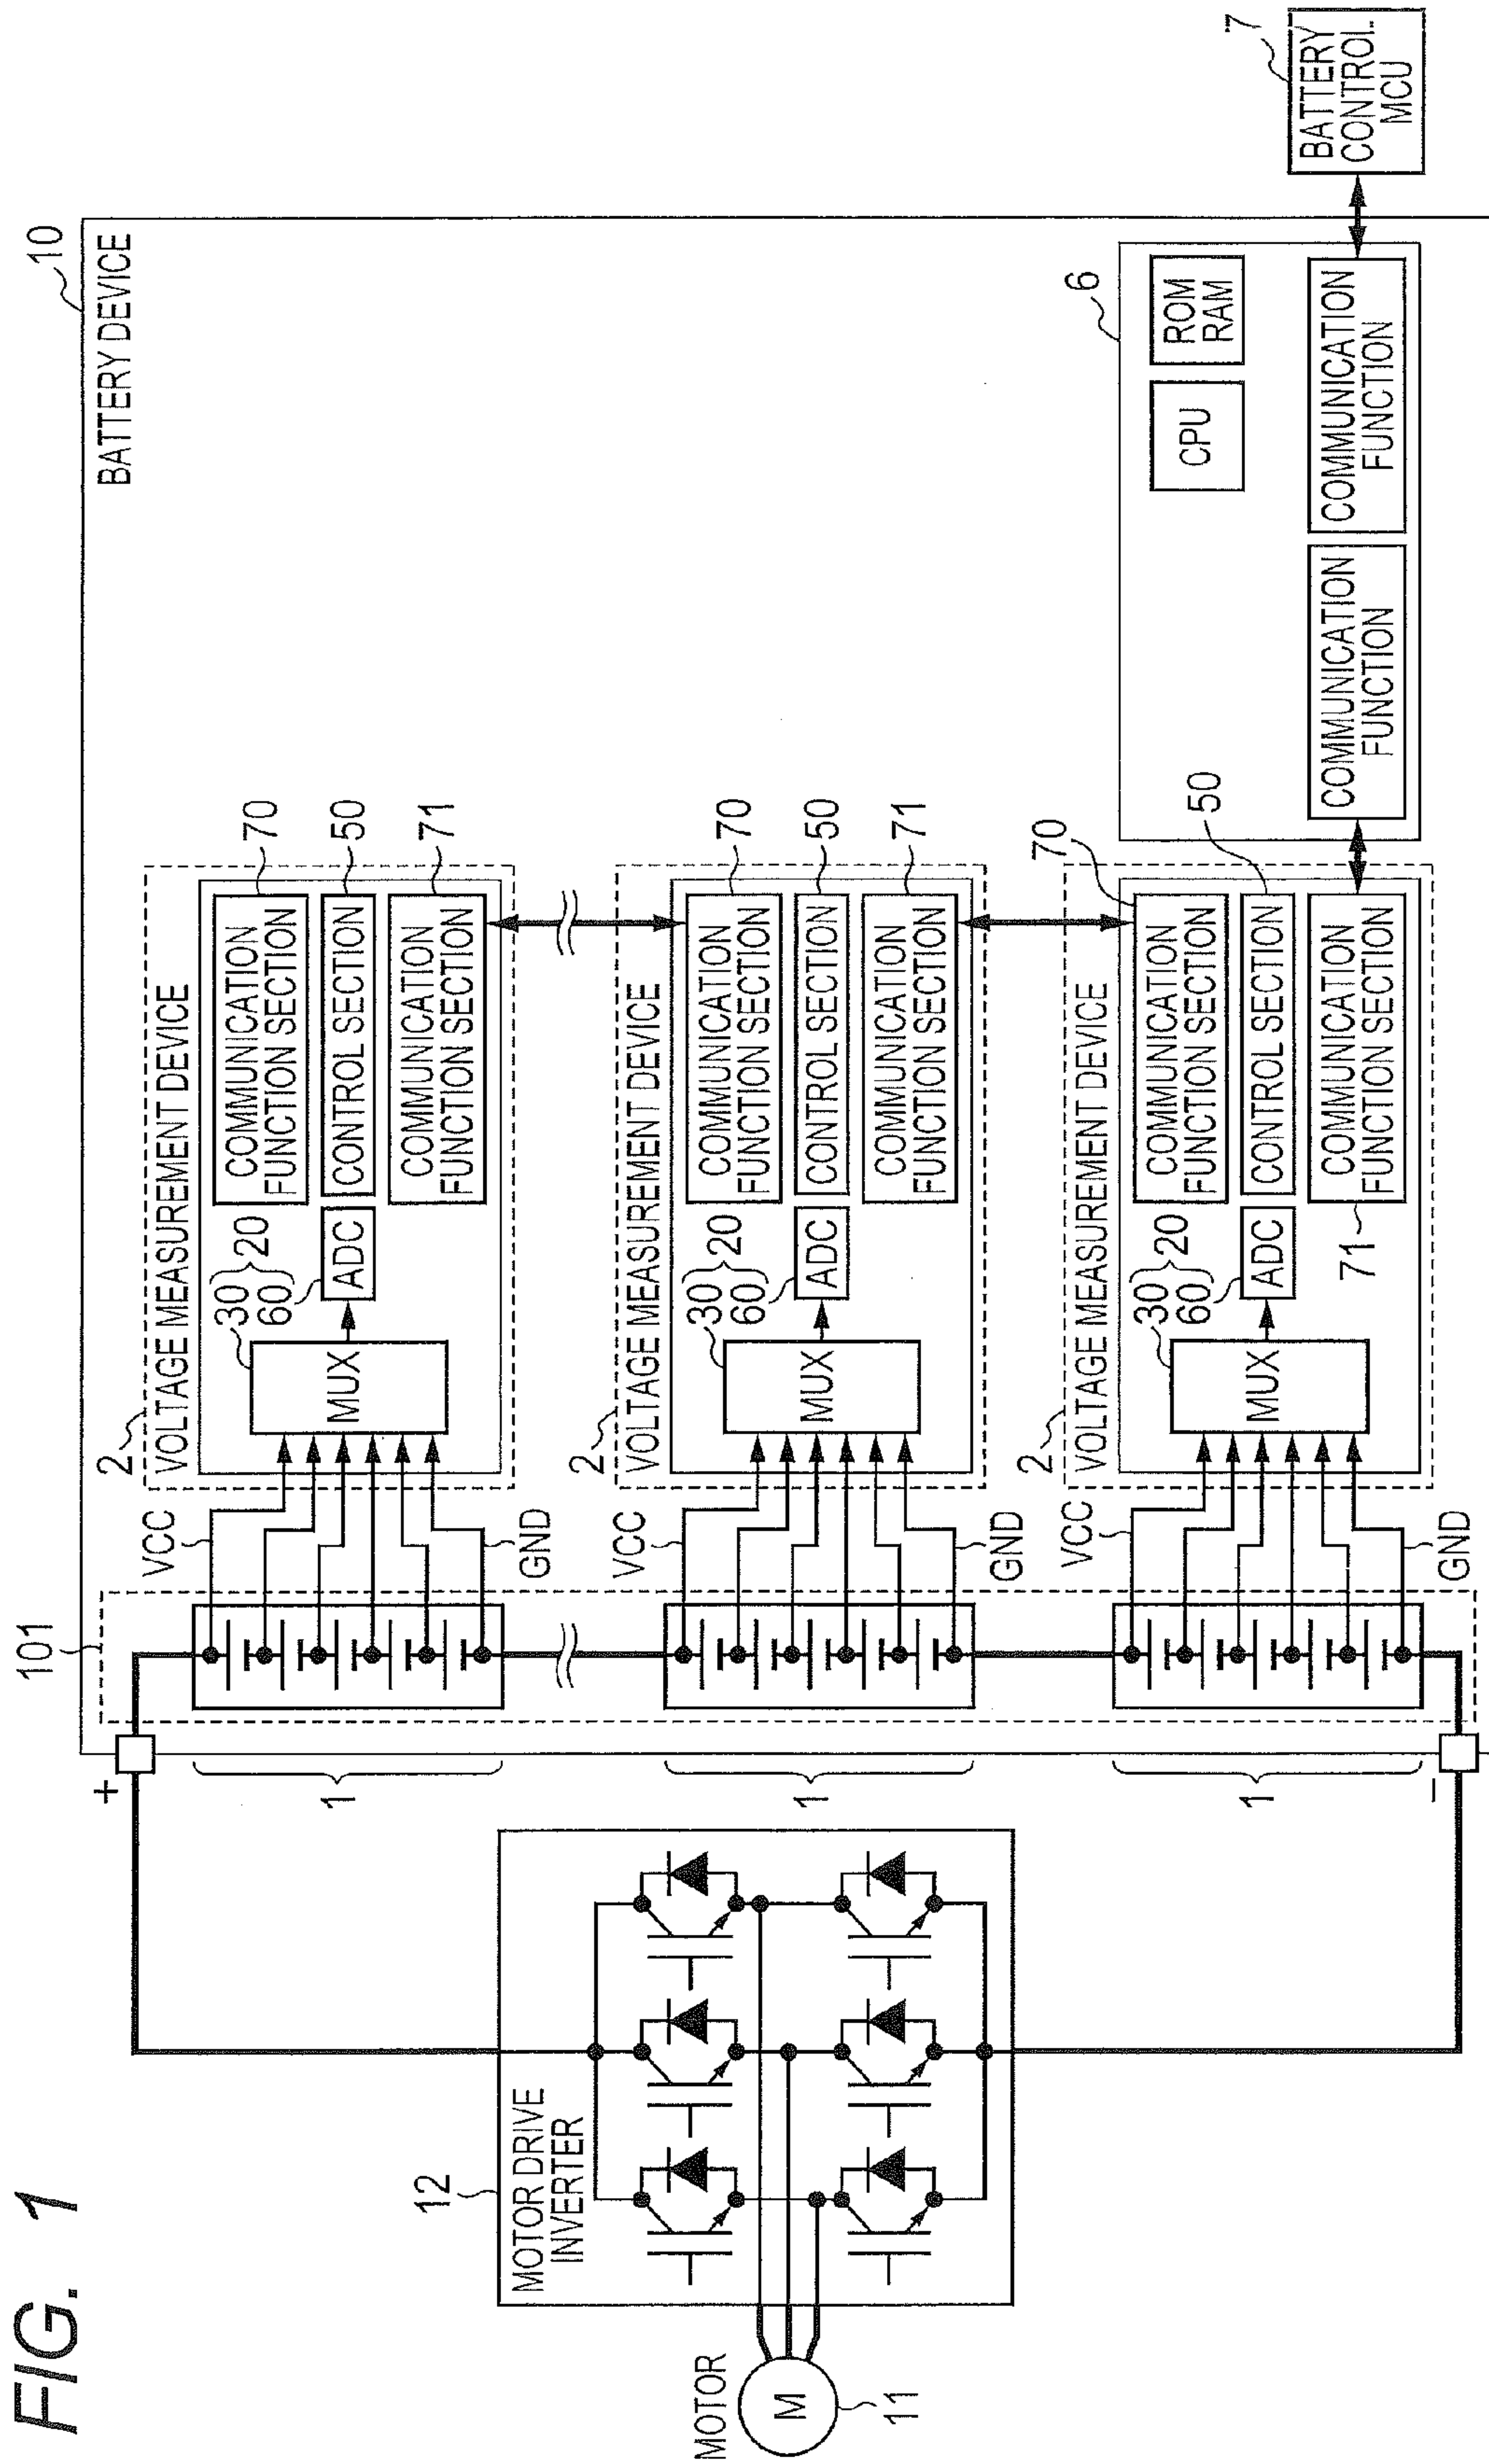 FIG. 1
101
10
BATTERY DEVICE
+
1
VCC
GND
2
VOLTAGE MEASUREMENT DEVICE
30
60
20
MUX
ADC
COMMUNICATION
FUNCTION SECTION
70
CONTROL SECTION
50
COMMUNICATION
FUNCTION SECTION
71
12
MOTOR DRIVE
INVERTER
MOTOR
M
11
1
VCC
GND
2
VOLTAGE MEASUREMENT DEVICE
30
60
20
MUX
ADC
COMMUNICATION
FUNCTION SECTION
70
CONTROL SECTION
50
COMMUNICATION
FUNCTION SECTION
71
1
−
VCC
GND
2
VOLTAGE MEASUREMENT DEVICE
30
60
20
MUX
ADC
COMMUNICATION
FUNCTION SECTION
70
CONTROL SECTION
50
COMMUNICATION
FUNCTION SECTION
71
6
CPU
ROM
RAM
COMMUNICATION
FUNCTION
COMMUNICATION
FUNCTION
7
BATTERY
CONTROL
MCU